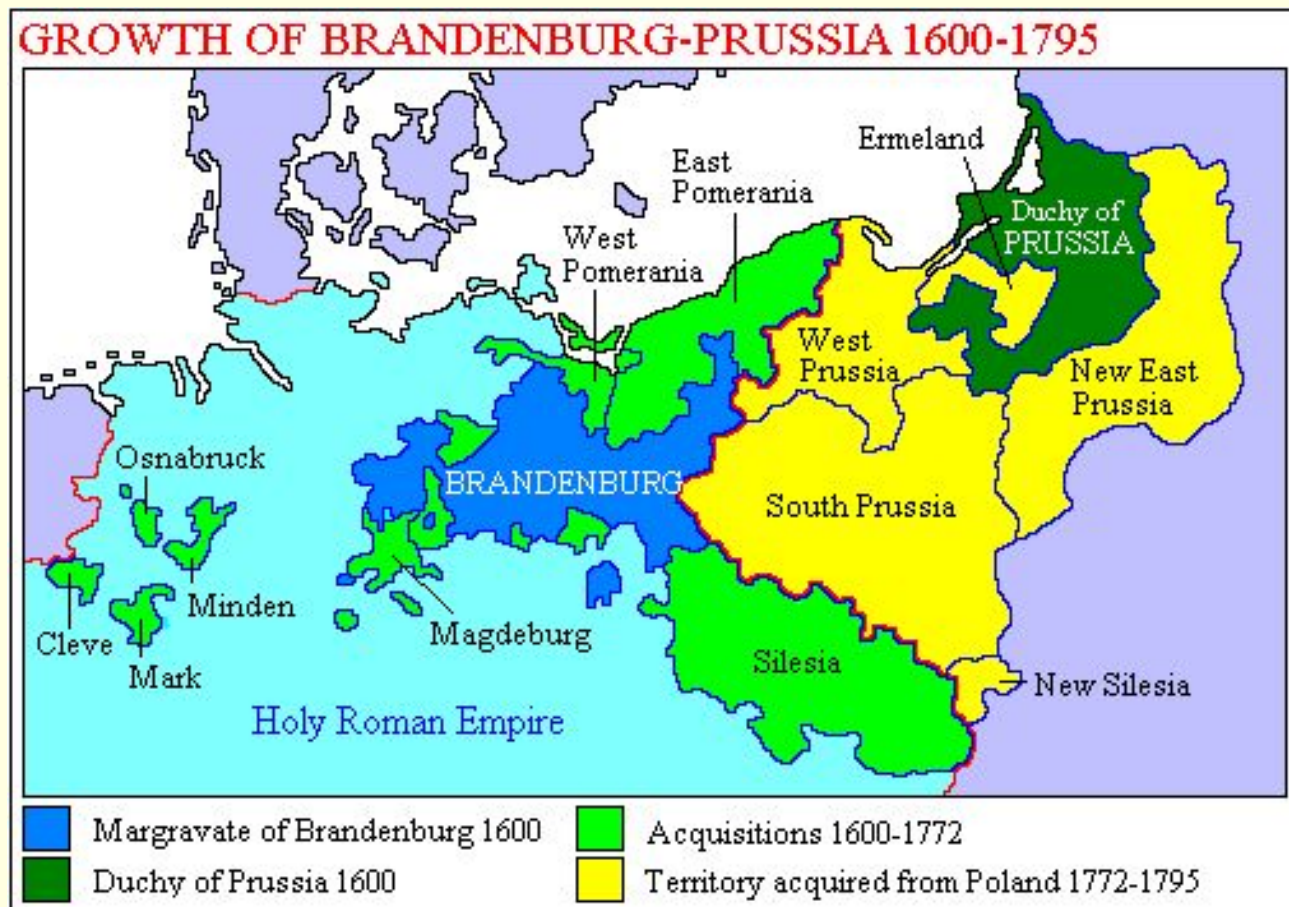 GROWTH OF BRANDENBURG-PRUSSIA 1600-1795
Ermeland
East
Pomerania
West
Pomerania
Duchy of
PRUSSIA
West
Prussia
New East
Prussia
Osnabruck
BRANDENBURG
South Prussia
Minden
Cleve
Mark
Magdeburg
Silesia
New Silesia
Holy Roman Empire
Margravate of Brandenburg 1600
Acquisitions 1600-1772
Duchy of Prussia 1600
Territory acquired from Poland 1772-1795